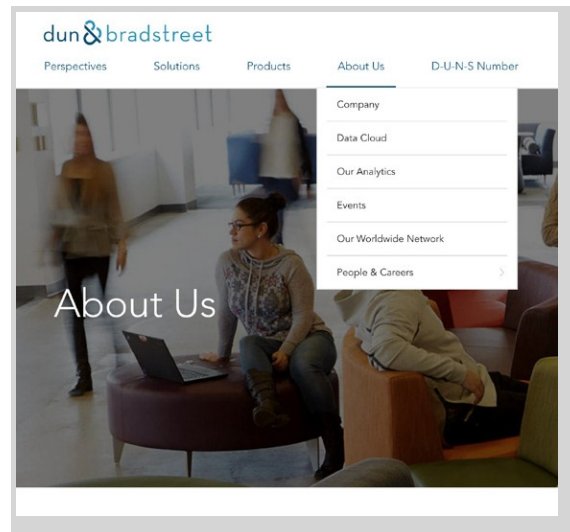 dun & bradstreet
Perspectives Solutions Products About Us D-U-N-S Number
Company
Data Cloud
Our Analytics
Events
Our Worldwide Network
People & Careers
About Us